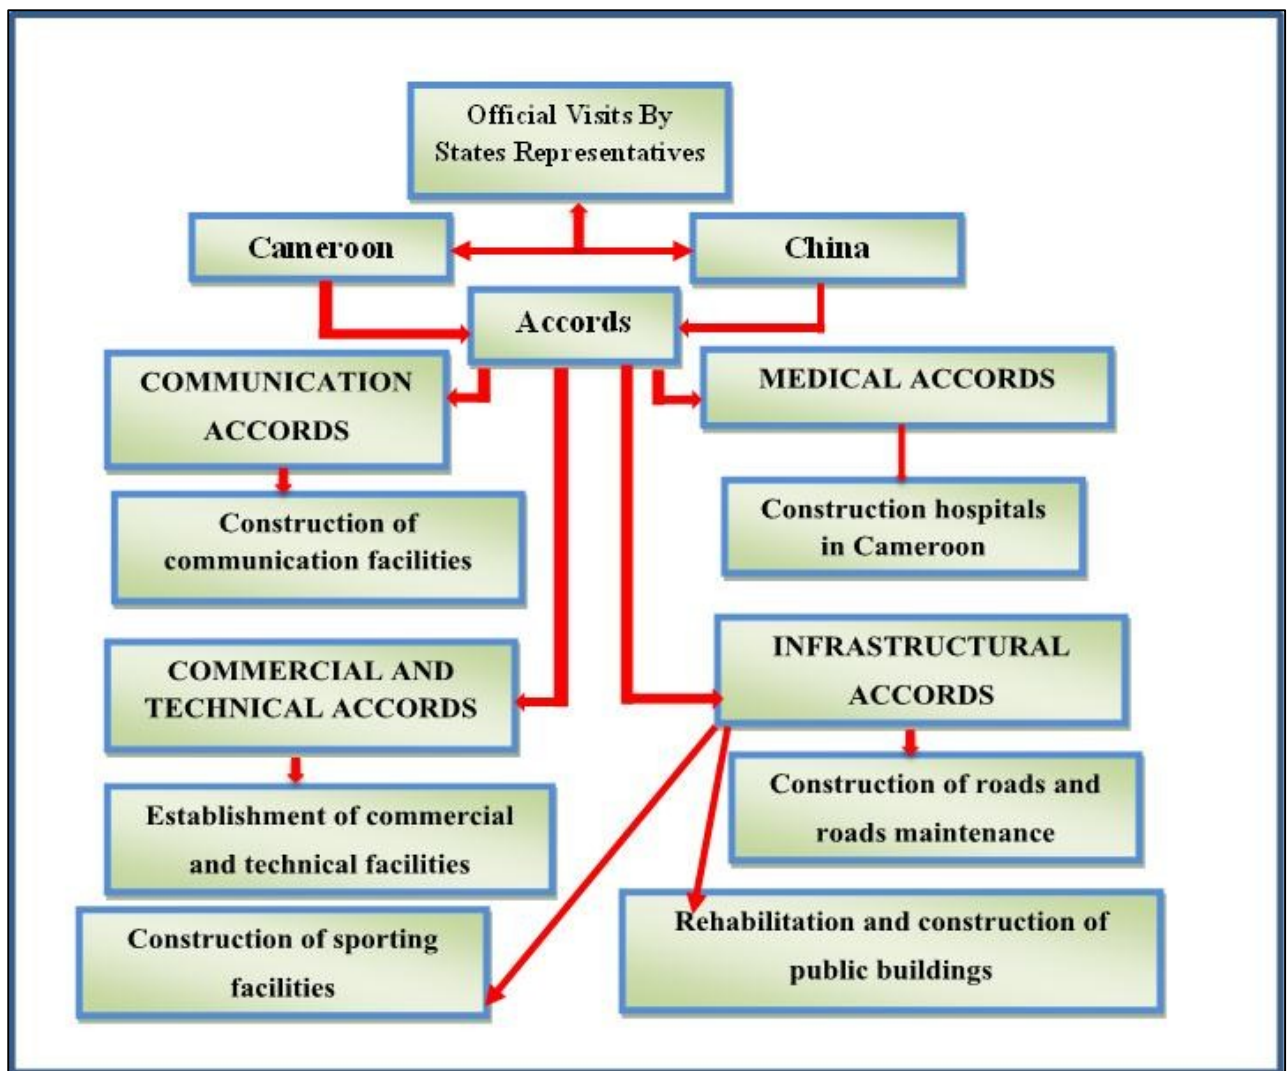 Official Visits By
States Representatives
Cameroon
China
Accords
COMMUNICATION
ACCORDS
MEDICAL ACCORDS
Construction of
communication facilities
Construction hospitals
in Cameroon
COMMERCIAL AND
TECHNICAL ACCORDS
INFRASTRUCTURAL
ACCORDS
Establishment of commercial
and technical facilities
Construction of roads and
roads maintenance
Construction of sporting
facilities
Rehabilitation and construction of
public buildings